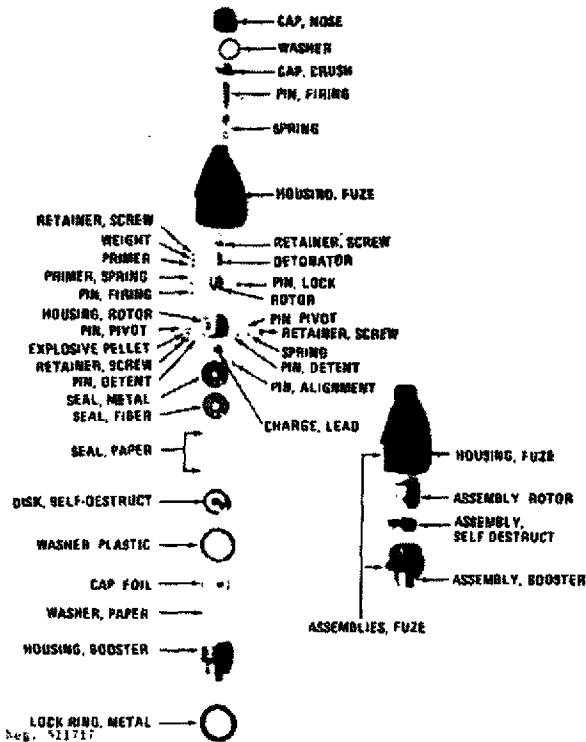 CAP, NOSE
WASHER
CAP, CRUSH
PIN, FIRING
SPRING
HOUSING, FUZE
RETAINER, SCREW
WEIGHT
PRIMER
PRIMER, SPRING
PIN, FIRING
HOUSING, ROTOR
PIN, PIVOT
EXPLOSIVE PELLET
RETAINER, SCREW
PIN, DETENT
SEAL, METAL
SEAL, FIBER
SEAL, PAPER
DISK, SELF-DESTRUCT
WASHER PLASTIC
CAP FOIL
WASHER, PAPER
HOUSING, BOOSTER
LOCK RING, METAL
Neg. 511717
RETAINER, SCREW
DETONATOR
PIN, LOCK
ROTOR
PIN PIVOT
RETAINER, SCREW
SPRING
PIN, DETENT
PIN, ALIGNMENT
CHARGE, LEAD
HOUSING, FUZE
ASSEMBLY ROTOR
ASSEMBLY,
SELF DESTRUCT
ASSEMBLY, BOOSTER
ASSEMBLIES, FUZE